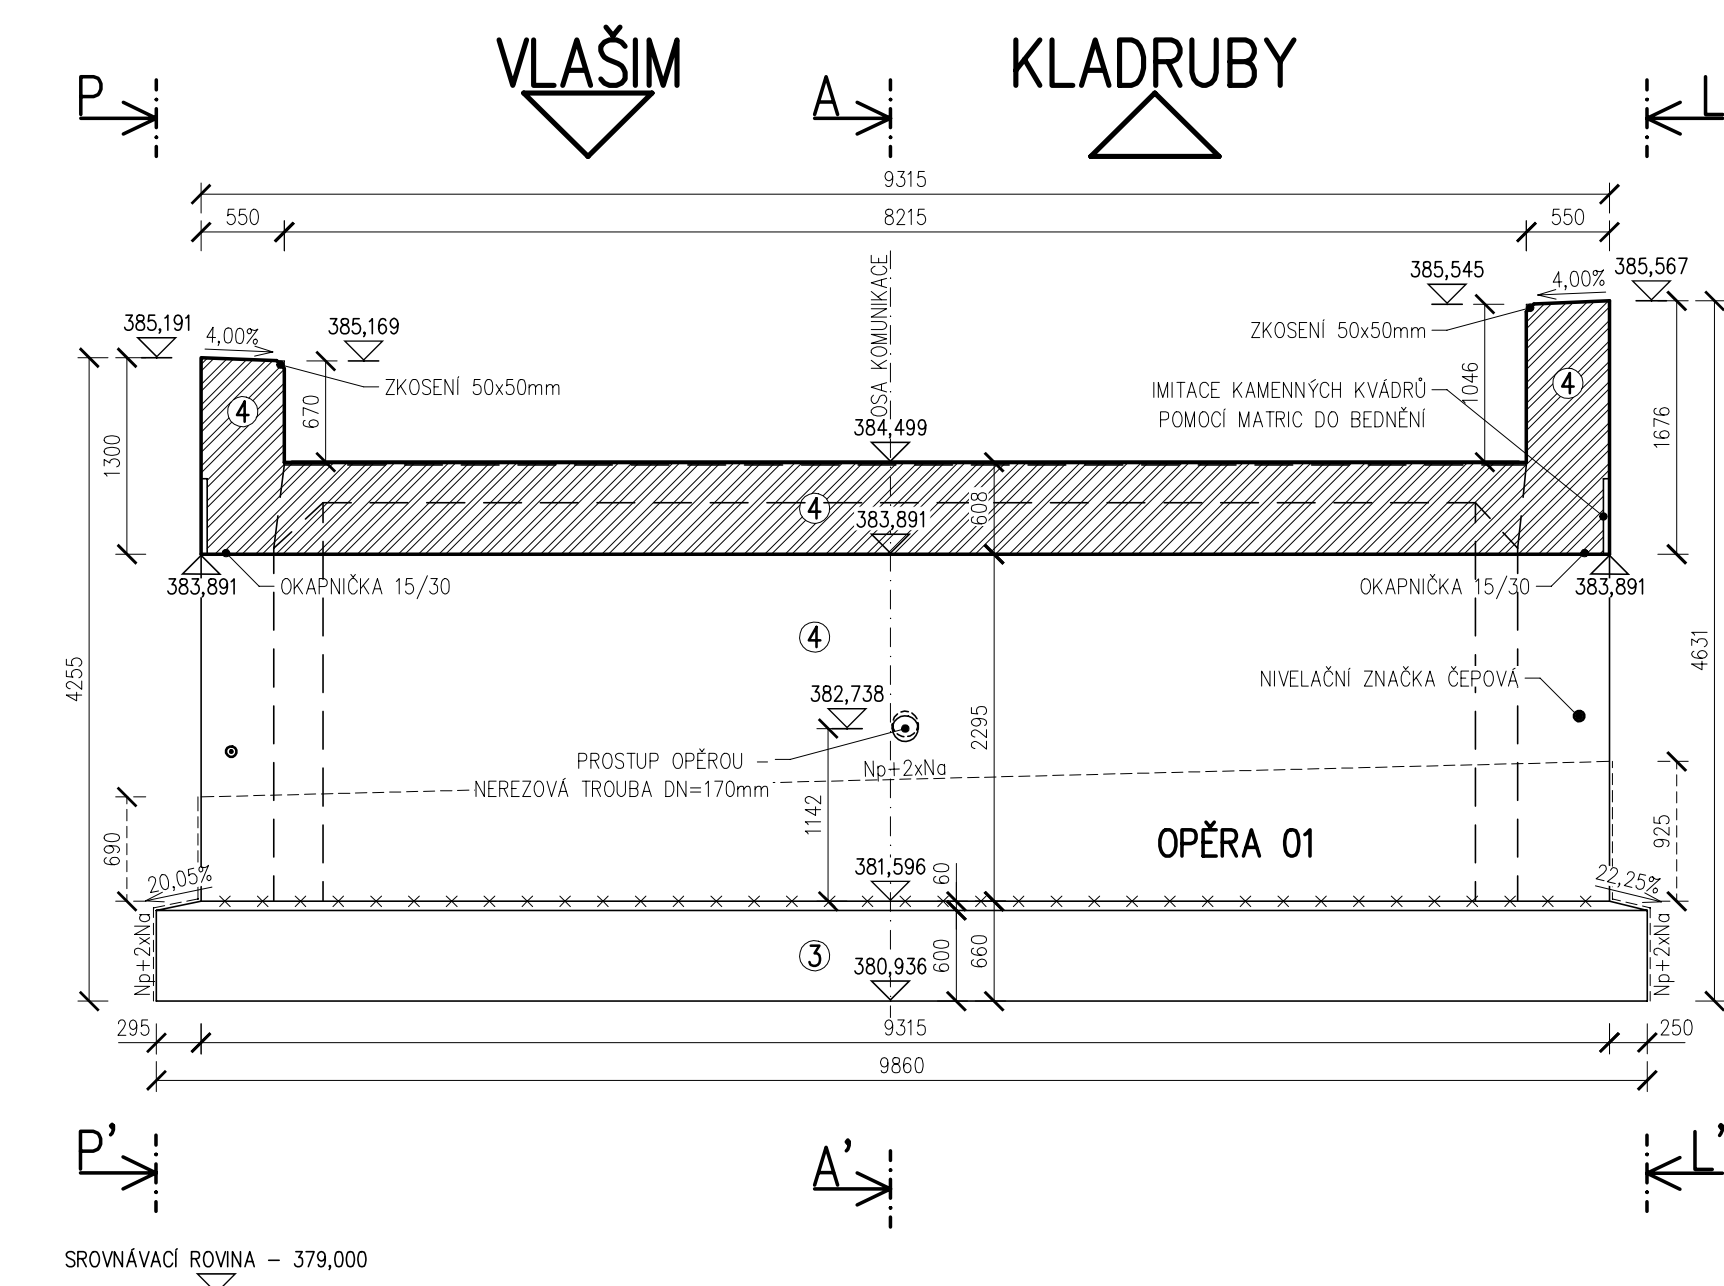 VLAŠIM
KLADRUBY
P
A
L
9315
550
8215
550
OSA KOMUNIKACE
385,545
4,00%
385,567
385,191
4,00%
385,169
ZKOSENÍ 50x50mm
ZKOSENÍ 50x50mm
IMITACE KAMENNÝCH KVÁDRŮ
POMOCÍ MATRIC DO BEDNĚNÍ
4
4
670
1046
1300
1676
384,499
4
608
383,891
383,891
OKAPNIČKA 15/30
OKAPNIČKA 15/30
383,891
4
4255
4631
NIVELAČNÍ ZNAČKA ČEPOVÁ
382,738
2295
PROSTUP OPĚROU
NEREZOVÁ TROUBA DN=170mm
Np+2xNa
1142
OPĚRA 01
690
925
20,05%
381,596
60
22,25%
Np+2xNa
3
380,936
600
660
Np+2xNa
295
9315
250
9860
P'
A'
L'
SROVNÁVACÍ ROVINA – 379,000